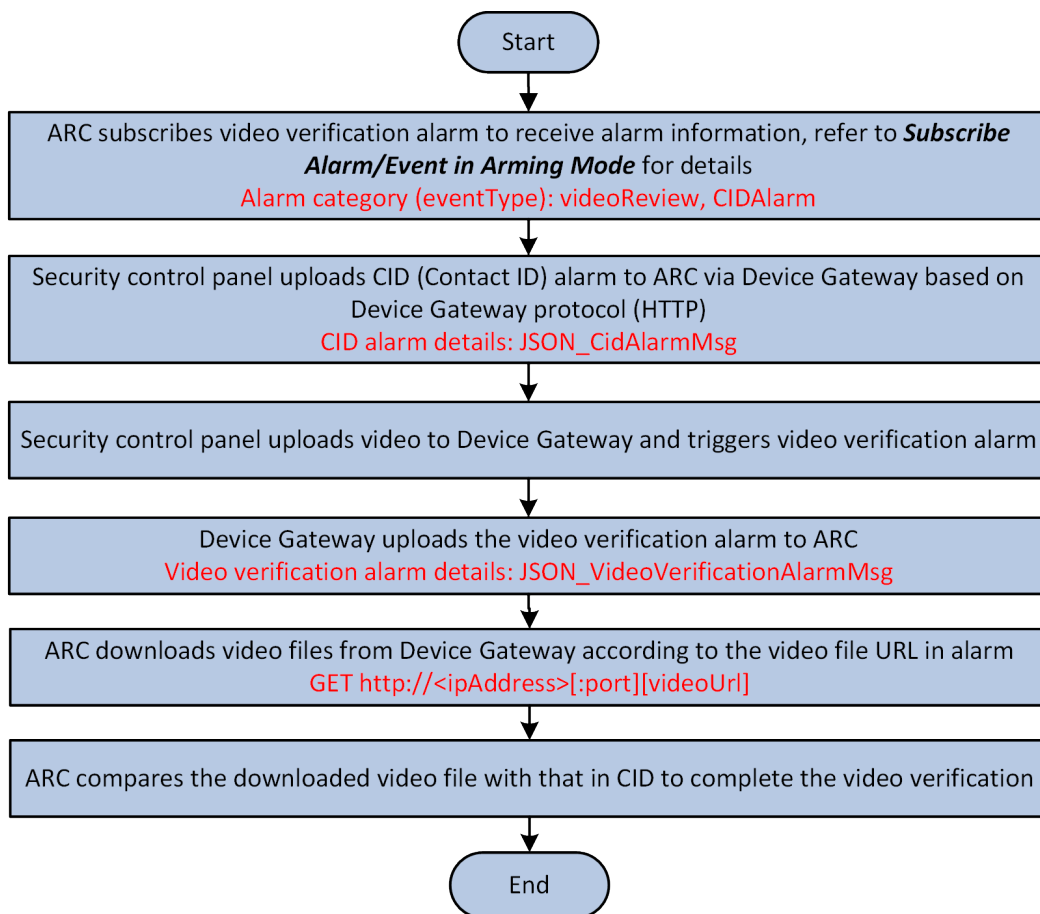 Start
ARC subscribes video verification alarm to receive alarm information, refer to Subscribe
Alarm/Event in Arming Mode for details
Alarm category (eventType): videoReview, CIDAlarm
Security control panel uploads CID (Contact ID) alarm to ARC via Device Gateway based on
Device Gateway protocol (HTTP)
CID alarm details: JSON_CidAlarmMsg
Security control panel uploads video to Device Gateway and triggers video verification alarm
Device Gateway uploads the video verification alarm to ARC
Video verification alarm details: JSON_VideoVerificationAlarmMsg
ARC downloads video files from Device Gateway according to the video file URL in alarm
GET http://<ipAddress>[:port][videoUrl]
ARC compares the downloaded video file with that in CID to complete the video verification
End